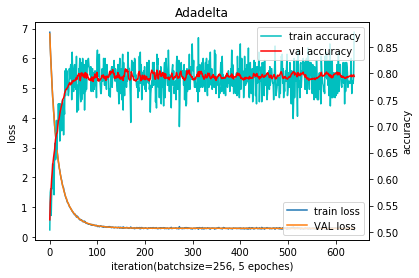 Adadelta
train accuracy
val accuracy
train loss
VAL loss
7
6
5
4
3
2
1
0
loss
0.85
0.80
0.75
0.70
0.65
0.60
0.55
0.50
accuracy
0 100 200 300 400 500 600
iteration(batchsize=256, 5 epoches)